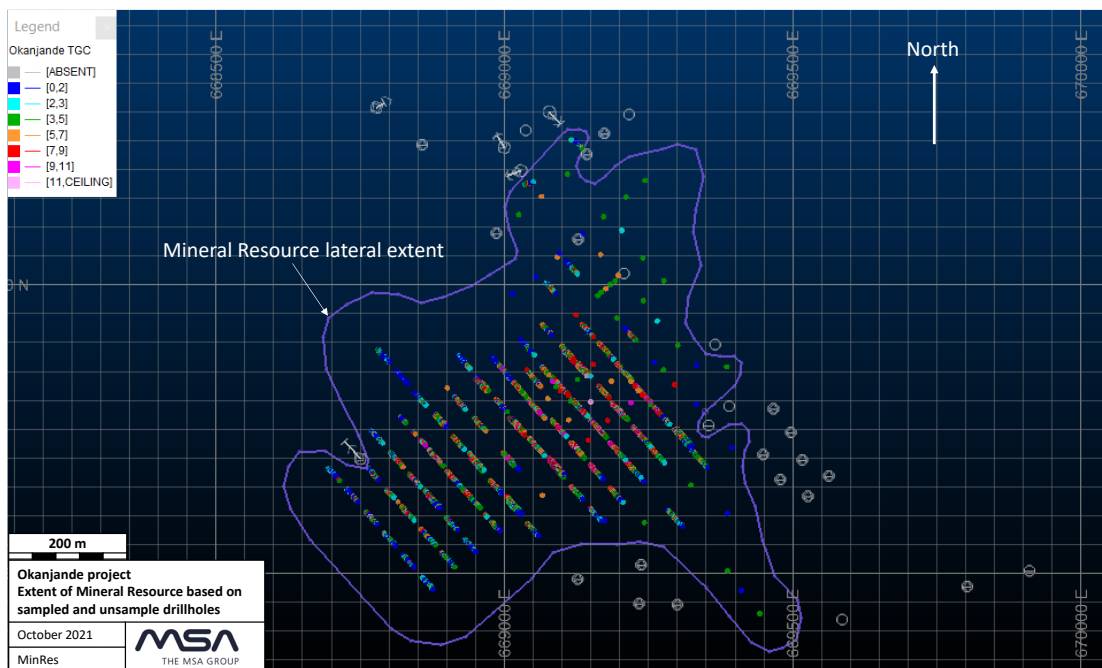 Legend
Okanjande TGC
[ABSENT]
[0,2]
[2,3]
[3,5]
[5,7]
[7,9]
[9,11]
[11,CEILING]
668500 E
669000 E
669500 E
670000 E
North
Mineral Resource lateral extent
0 N
200 m
Okanjande project
Extent of Mineral Resource based on
sampled and unsample drillholes
October 2021
MinRes
MSA
THE MSA GROUP
669000 E
669500 E
670000 E